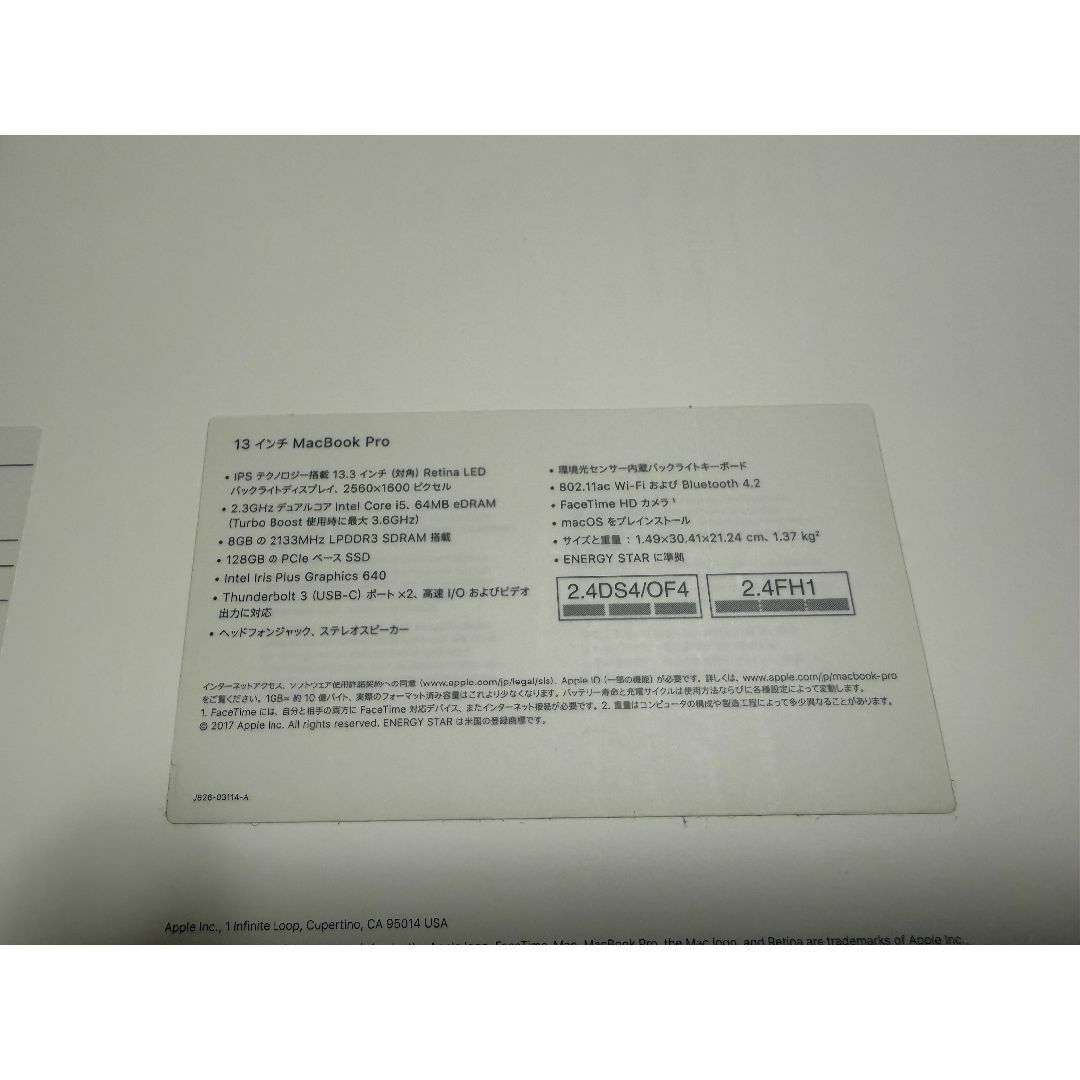 13 インチ MacBook Pro
• IPS テクノロジー搭載 13.3 インチ (対角) Retina LED
バックライトディスプレイ、2560×1600 ピクセル
• 2.3GHz デュアルコア Intel Core i5、64MB eDRAM
(Turbo Boost 使用時に最大 3.6GHz)
• 8GB の 2133MHz LPDDR3 SDRAM 搭載
• 128GB の PCIe ベース SSD
• Intel Iris Plus Graphics 640
• Thunderbolt 3 (USB-C) ポート ×2、高速 I/O およびビデオ
出力に対応
• ヘッドフォンジャック、ステレオスピーカー
• 環境光センサー内蔵バックライトキーボード
• 802.11ac Wi-Fi および Bluetooth 4.2
• FaceTime HD カメラ¹
• macOS をプレインストール
• サイズと重量 : 1.49×30.41×21.24 cm、1.37 kg²
• ENERGY STAR に準拠
2.4DS4/OF4
2.4FH1
インターネットアクセス、ソフトウェア使用許諾契約への同意 (www.apple.com/jp/legal/sla)、Apple ID (一部の機能) が必要です。詳しくは、www.apple.com/jp/macbook-pro
をご覧ください。1GB= 約 10 億バイト、実際のフォーマット済み容量はこれより少なくなります。バッテリー寿命と充電サイクルは使用方法ならびに各種設定によって変動します。
1. FaceTime には、自分と相手の両方に FaceTime 対応デバイス、またインターネット接続が必要です。2. 重量はコンピュータの構成や製造工程によって多少異なることがあります。
© 2017 Apple Inc. All rights reserved. ENERGY STAR は米国の登録商標です。
J826-03114-A
Apple Inc., 1 Infinite Loop, Cupertino, CA 95014 USA
the Apple logo, FaceTime, Mac, MacBook Pro, the Mac logo, and Retina are trademarks of Apple Inc.,